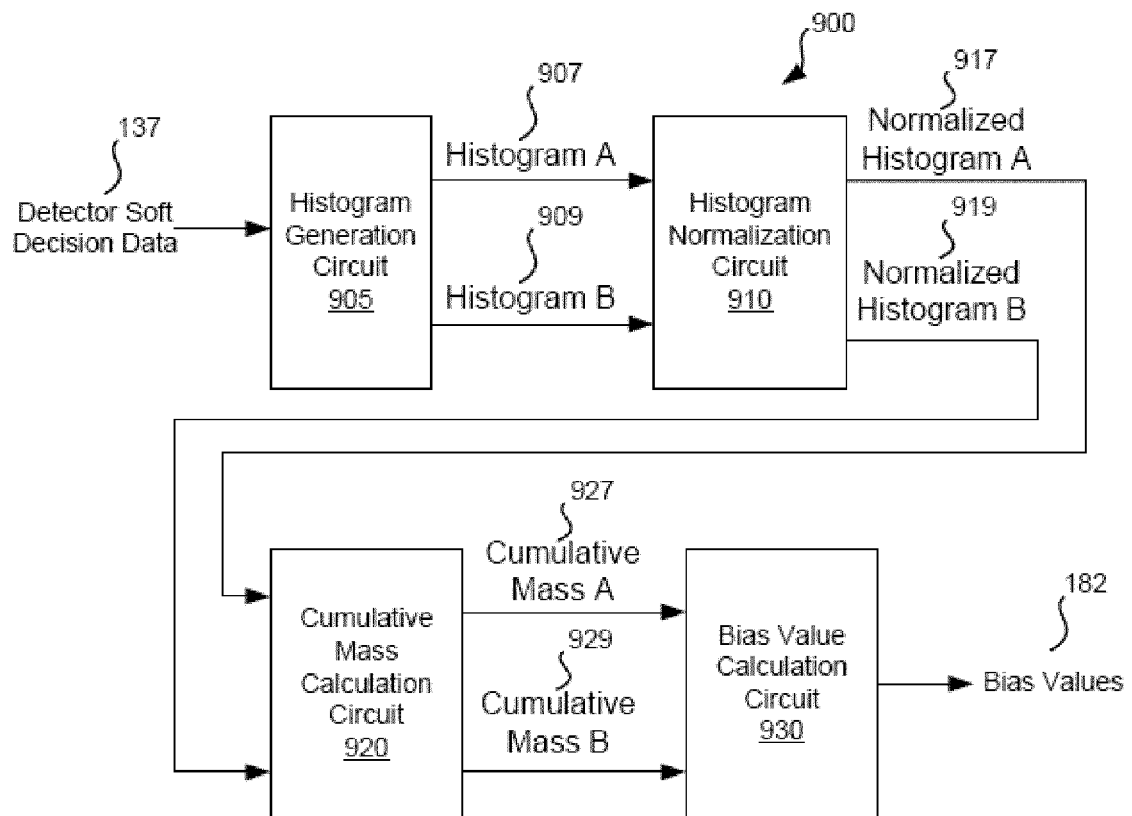 900
907
917
137
Histogram A
Normalized
Histogram A
Detector Soft
Decision Data
Histogram
Generation
Circuit
905
909
Histogram B
Histogram
Normalization
Circuit
910
919
Normalized
Histogram B
927
Cumulative
Mass A
182
Cumulative
Mass
Calculation
Circuit
920
929
Cumulative
Mass B
Bias Value
Calculation
Circuit
930
Bias Values